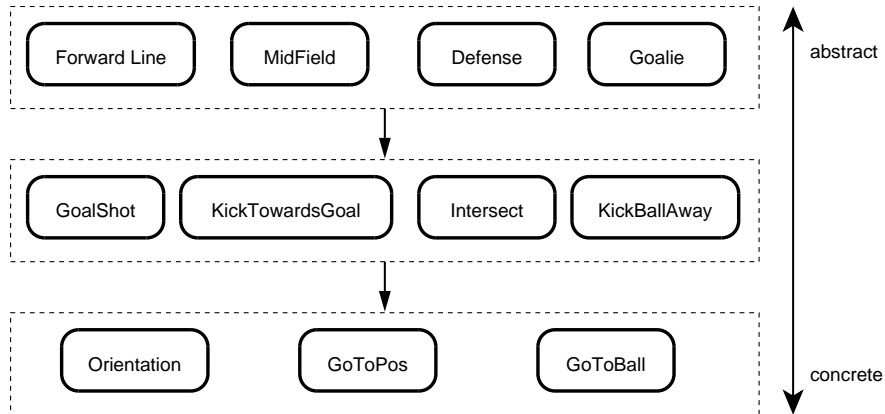 Forward Line MidField Defense Goalie
abstract
GoalShot KickTowardsGoal Intersect KickBallAway
Orientation GoToPos GoToBall
concrete